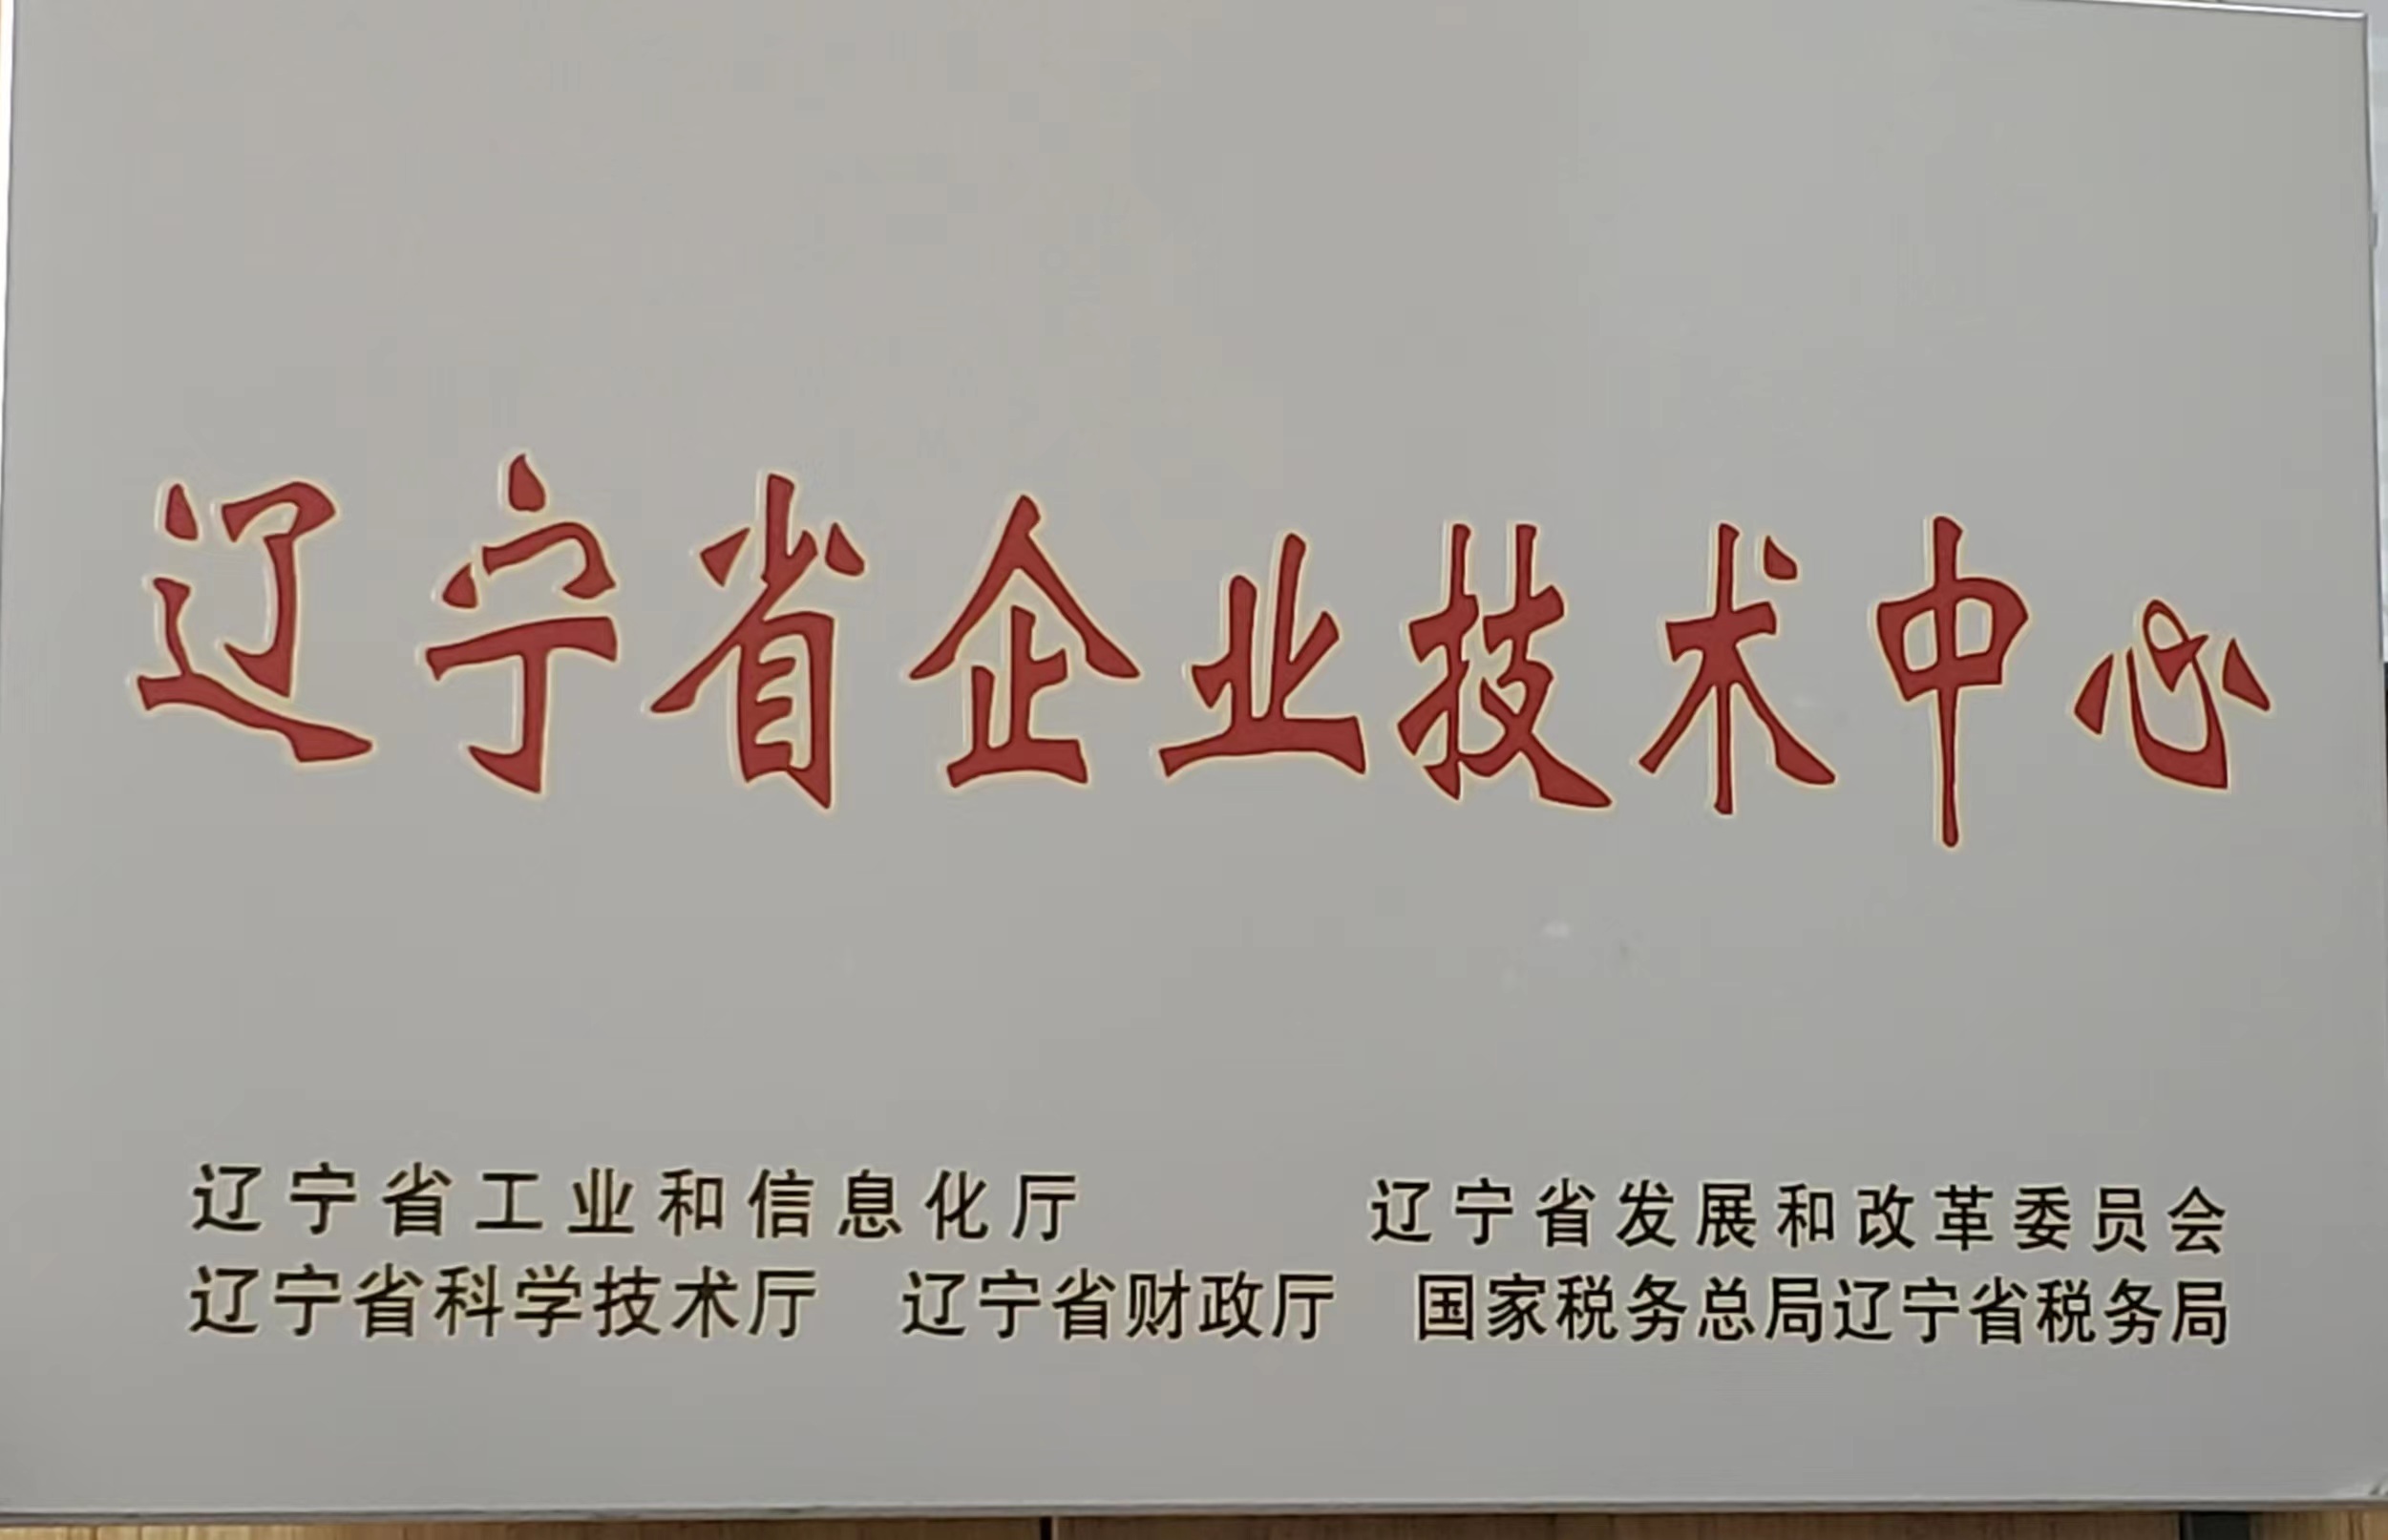 辽宁省企业技术中心
辽宁省工业和信息化厅 辽宁省发展和改革委员会
辽宁省科学技术厅 辽宁省财政厅 国家税务总局辽宁省税务局